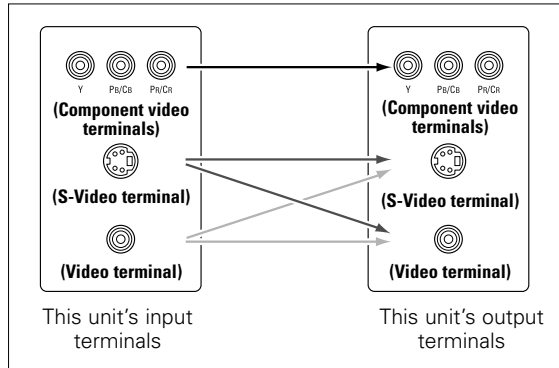 Y PB/CB PR/CR
(Component video
terminals)
(S-Video terminal)
(Video terminal)
This unit's input
terminals
Y PB/CB PR/CR
(Component video
terminals)
(S-Video terminal)
(Video terminal)
This unit's output
terminals